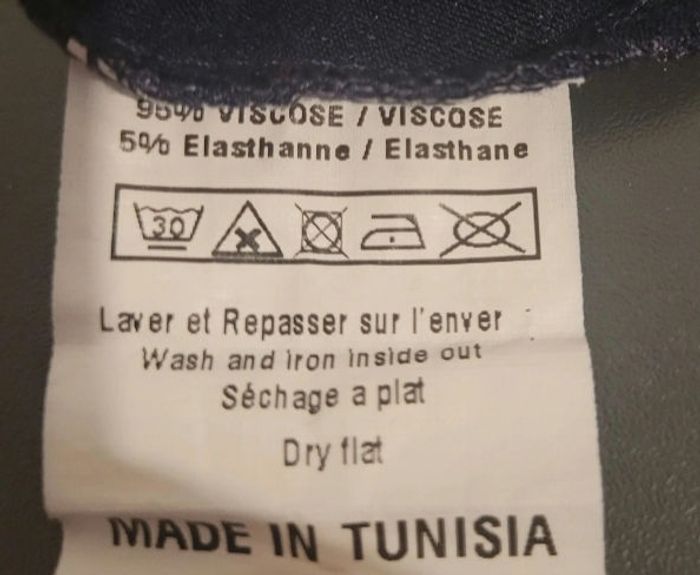 95% VISCOSE / VISCOSE
5% Elasthanne / Elasthane
30
Laver et Repasser sur l'enver
Wash and iron inside out
Séchage a plat
Dry flat
MADE IN TUNISIA